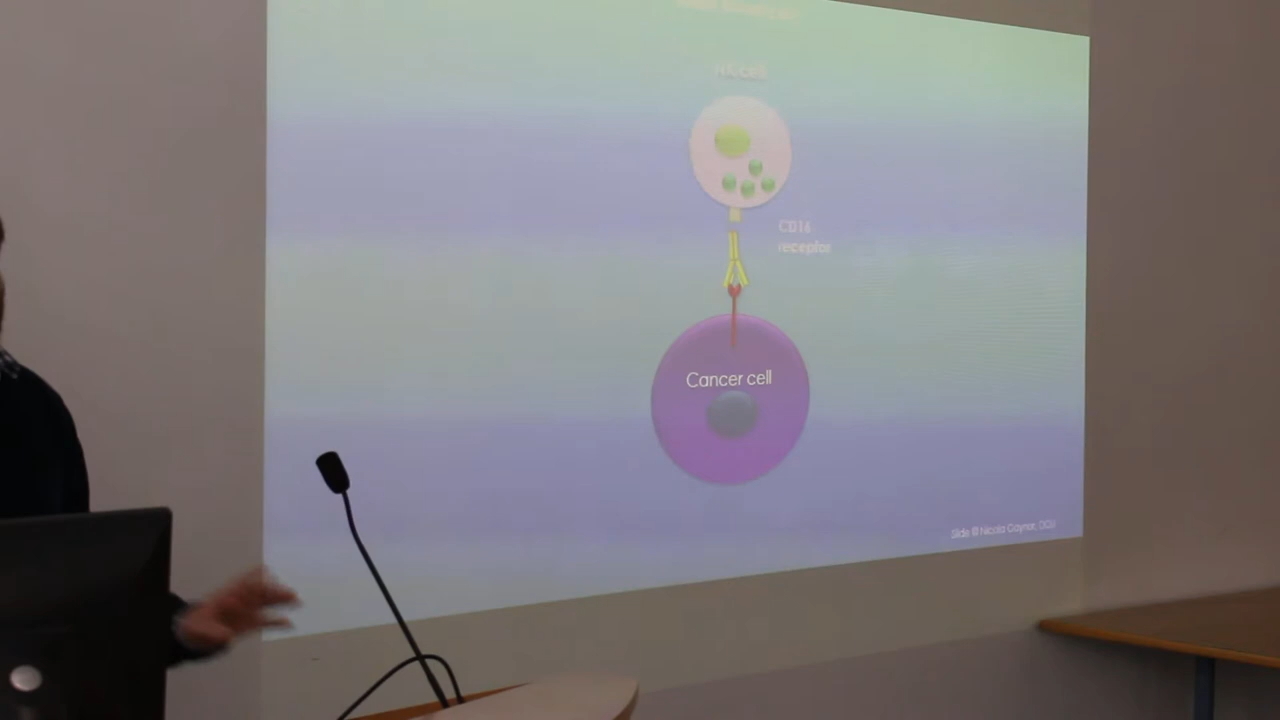 NK cell
CD16
receptor
Cancer cell
Slide © Nicola Gaynor, DCU